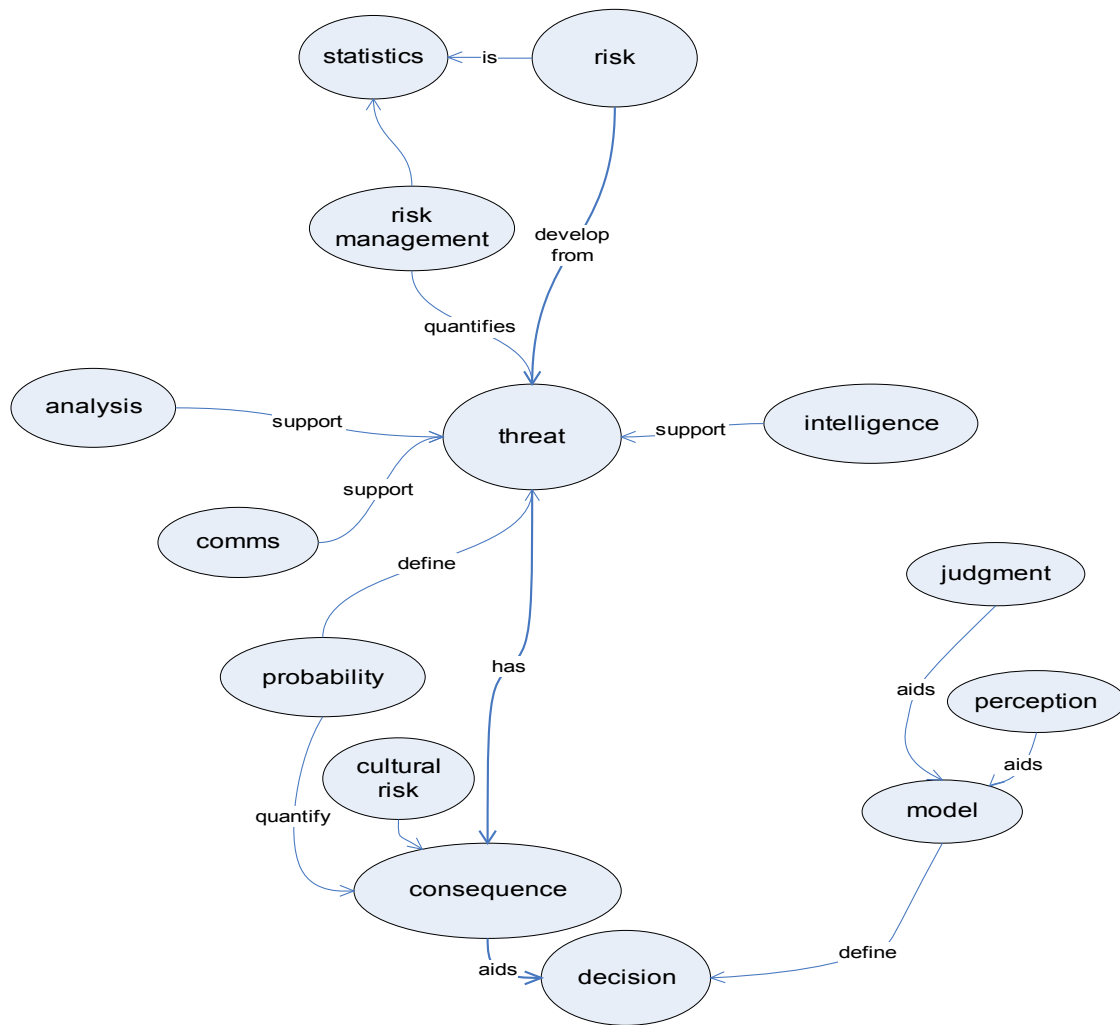 statistics
is
risk
risk
management
develop
from
quantifies
analysis
support
threat
support
intelligence
support
comms
define
judgment
probability
has
aids
perception
cultural
risk
aids
quantify
model
consequence
define
aids
decision